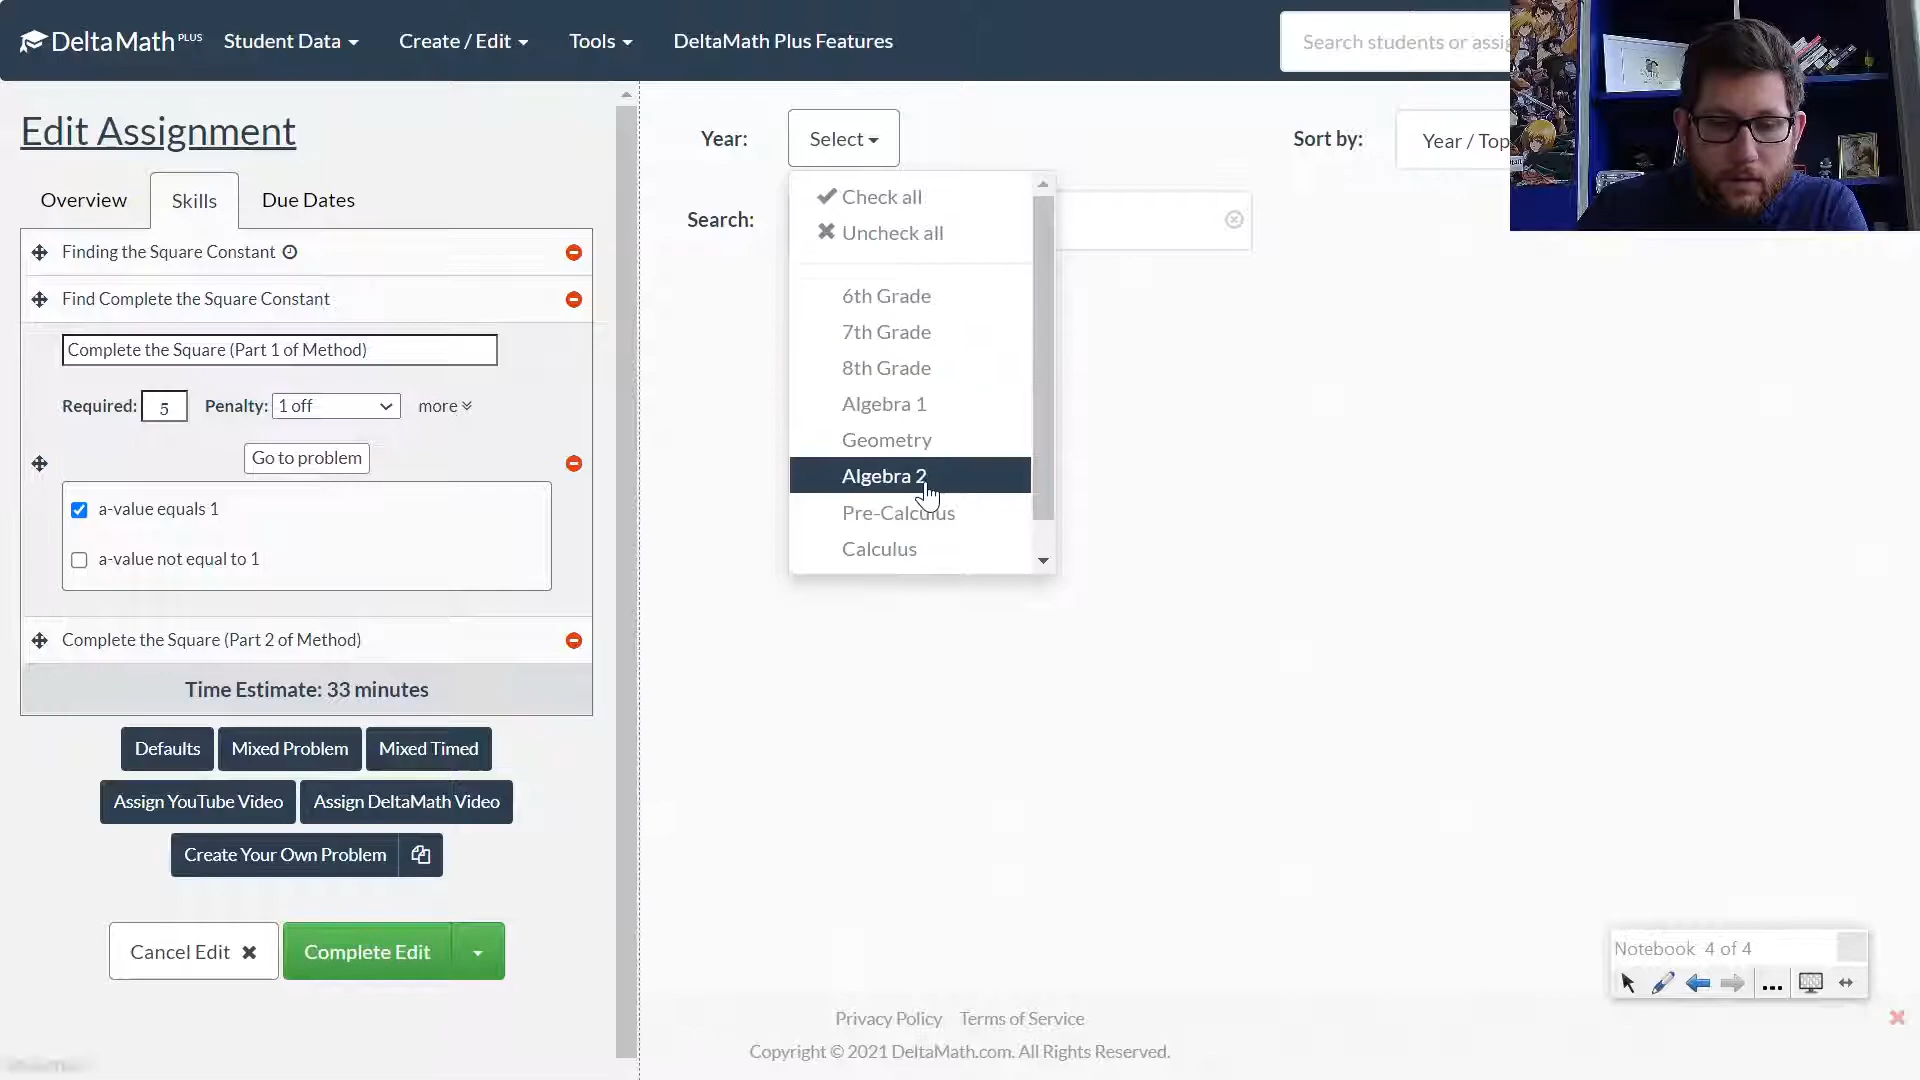 DeltaMath PLUS
Student Data
Create / Edit
Tools
DeltaMath Plus Features
Search students or assig
Edit Assignment
Overview
Skills
Due Dates
Finding the Square Constant
Find Complete the Square Constant
Complete the Square (Part 1 of Method)
Required: 5 Penalty: 1 off more
Go to problem
a-value equals 1
a-value not equal to 1
Complete the Square (Part 2 of Method)
Time Estimate: 33 minutes
Defaults
Mixed Problem
Mixed Timed
Assign YouTube Video
Assign DeltaMath Video
Create Your Own Problem
Cancel Edit
Complete Edit
Year:
Select
Sort by:
Year / Top
Search:
Check all
Uncheck all
6th Grade
7th Grade
8th Grade
Algebra 1
Geometry
Algebra 2
Pre-Calculus
Calculus
Notebook 4 of 4
Privacy Policy Terms of Service
Copyright © 2021 DeltaMath.com. All Rights Reserved.